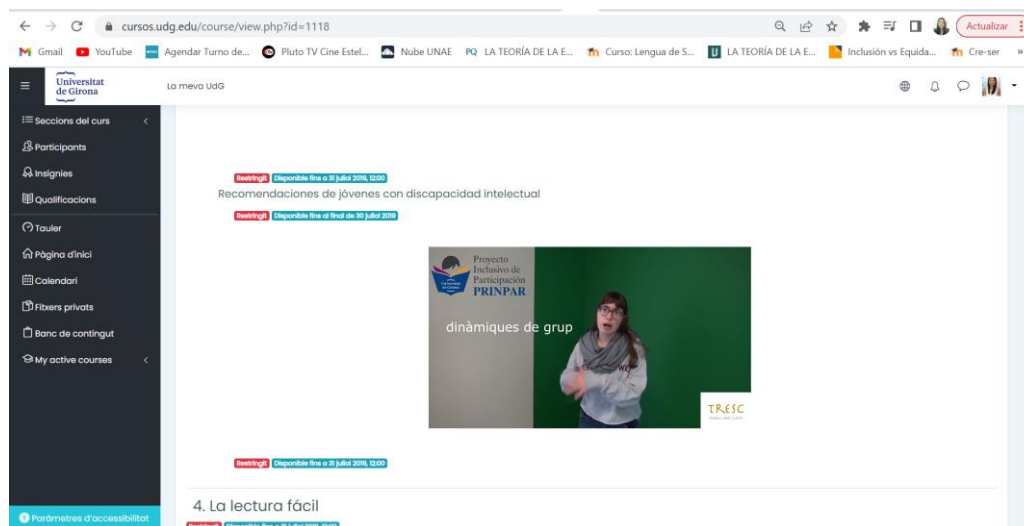 cursos.udg.edu/course/view.php?id=1118
Actualizar
Gmail YouTube Agendar Turno de... Pluto TV Cine Estel... Nube UNAE PQ LA TEORÍA DE LA E... Curso: Lengua de S... LA TEORÍA DE LA E... Inclusión vs Equida... Cre-ser »
Universitat
de Girona
La meva UdG
Seccions del curs
Participants
Insígnies
Qualificacions
Tauler
Pàgina d'inici
Calendari
Fitxers privats
Banc de contingut
My active courses
Paràmetres d'accessibilitat
Restringit Disponible fins a 31 juliol 2019, 12:00
Recomendaciones de jóvenes con discapacidad intelectual
Restringit Disponible fins al final de 30 juliol 2019
Proyecto
Inclusivo de
Participación
PRINPAR
dinàmiques de grup
TRESC
Restringit Disponible fins a 31 juliol 2019, 12:00
4. La lectura fácil